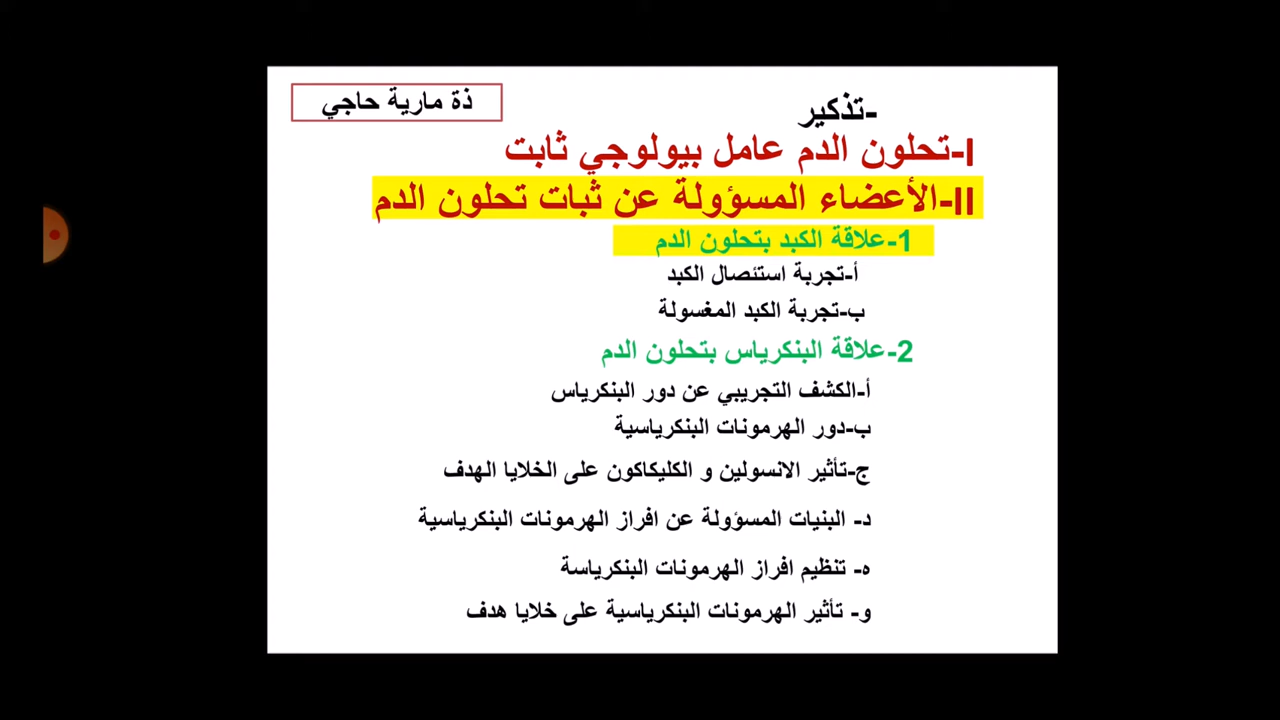 ذة مارية حاجي
-تذكير
I-تحلون الدم عامل بيولوجي ثابت
II-الأعضاء المسؤولة عن ثبات تحلون الدم
1-علاقة الكبد بتحلون الدم
أ-تجربة استئصال الكبد
ب-تجربة الكبد المغسولة
2-علاقة البنكرياس بتحلون الدم
أ-الكشف التجريبي عن دور البنكرياس
ب-دور الهرمونات البنكرياسية
ج-تأثير الانسولين و الكليكاكون على الخلايا الهدف
د- البنيات المسؤولة عن افراز الهرمونات البنكرياسية
ه- تنظيم افراز الهرمونات البنكرياسة
و- تأثير الهرمونات البنكرياسية على خلايا هدف